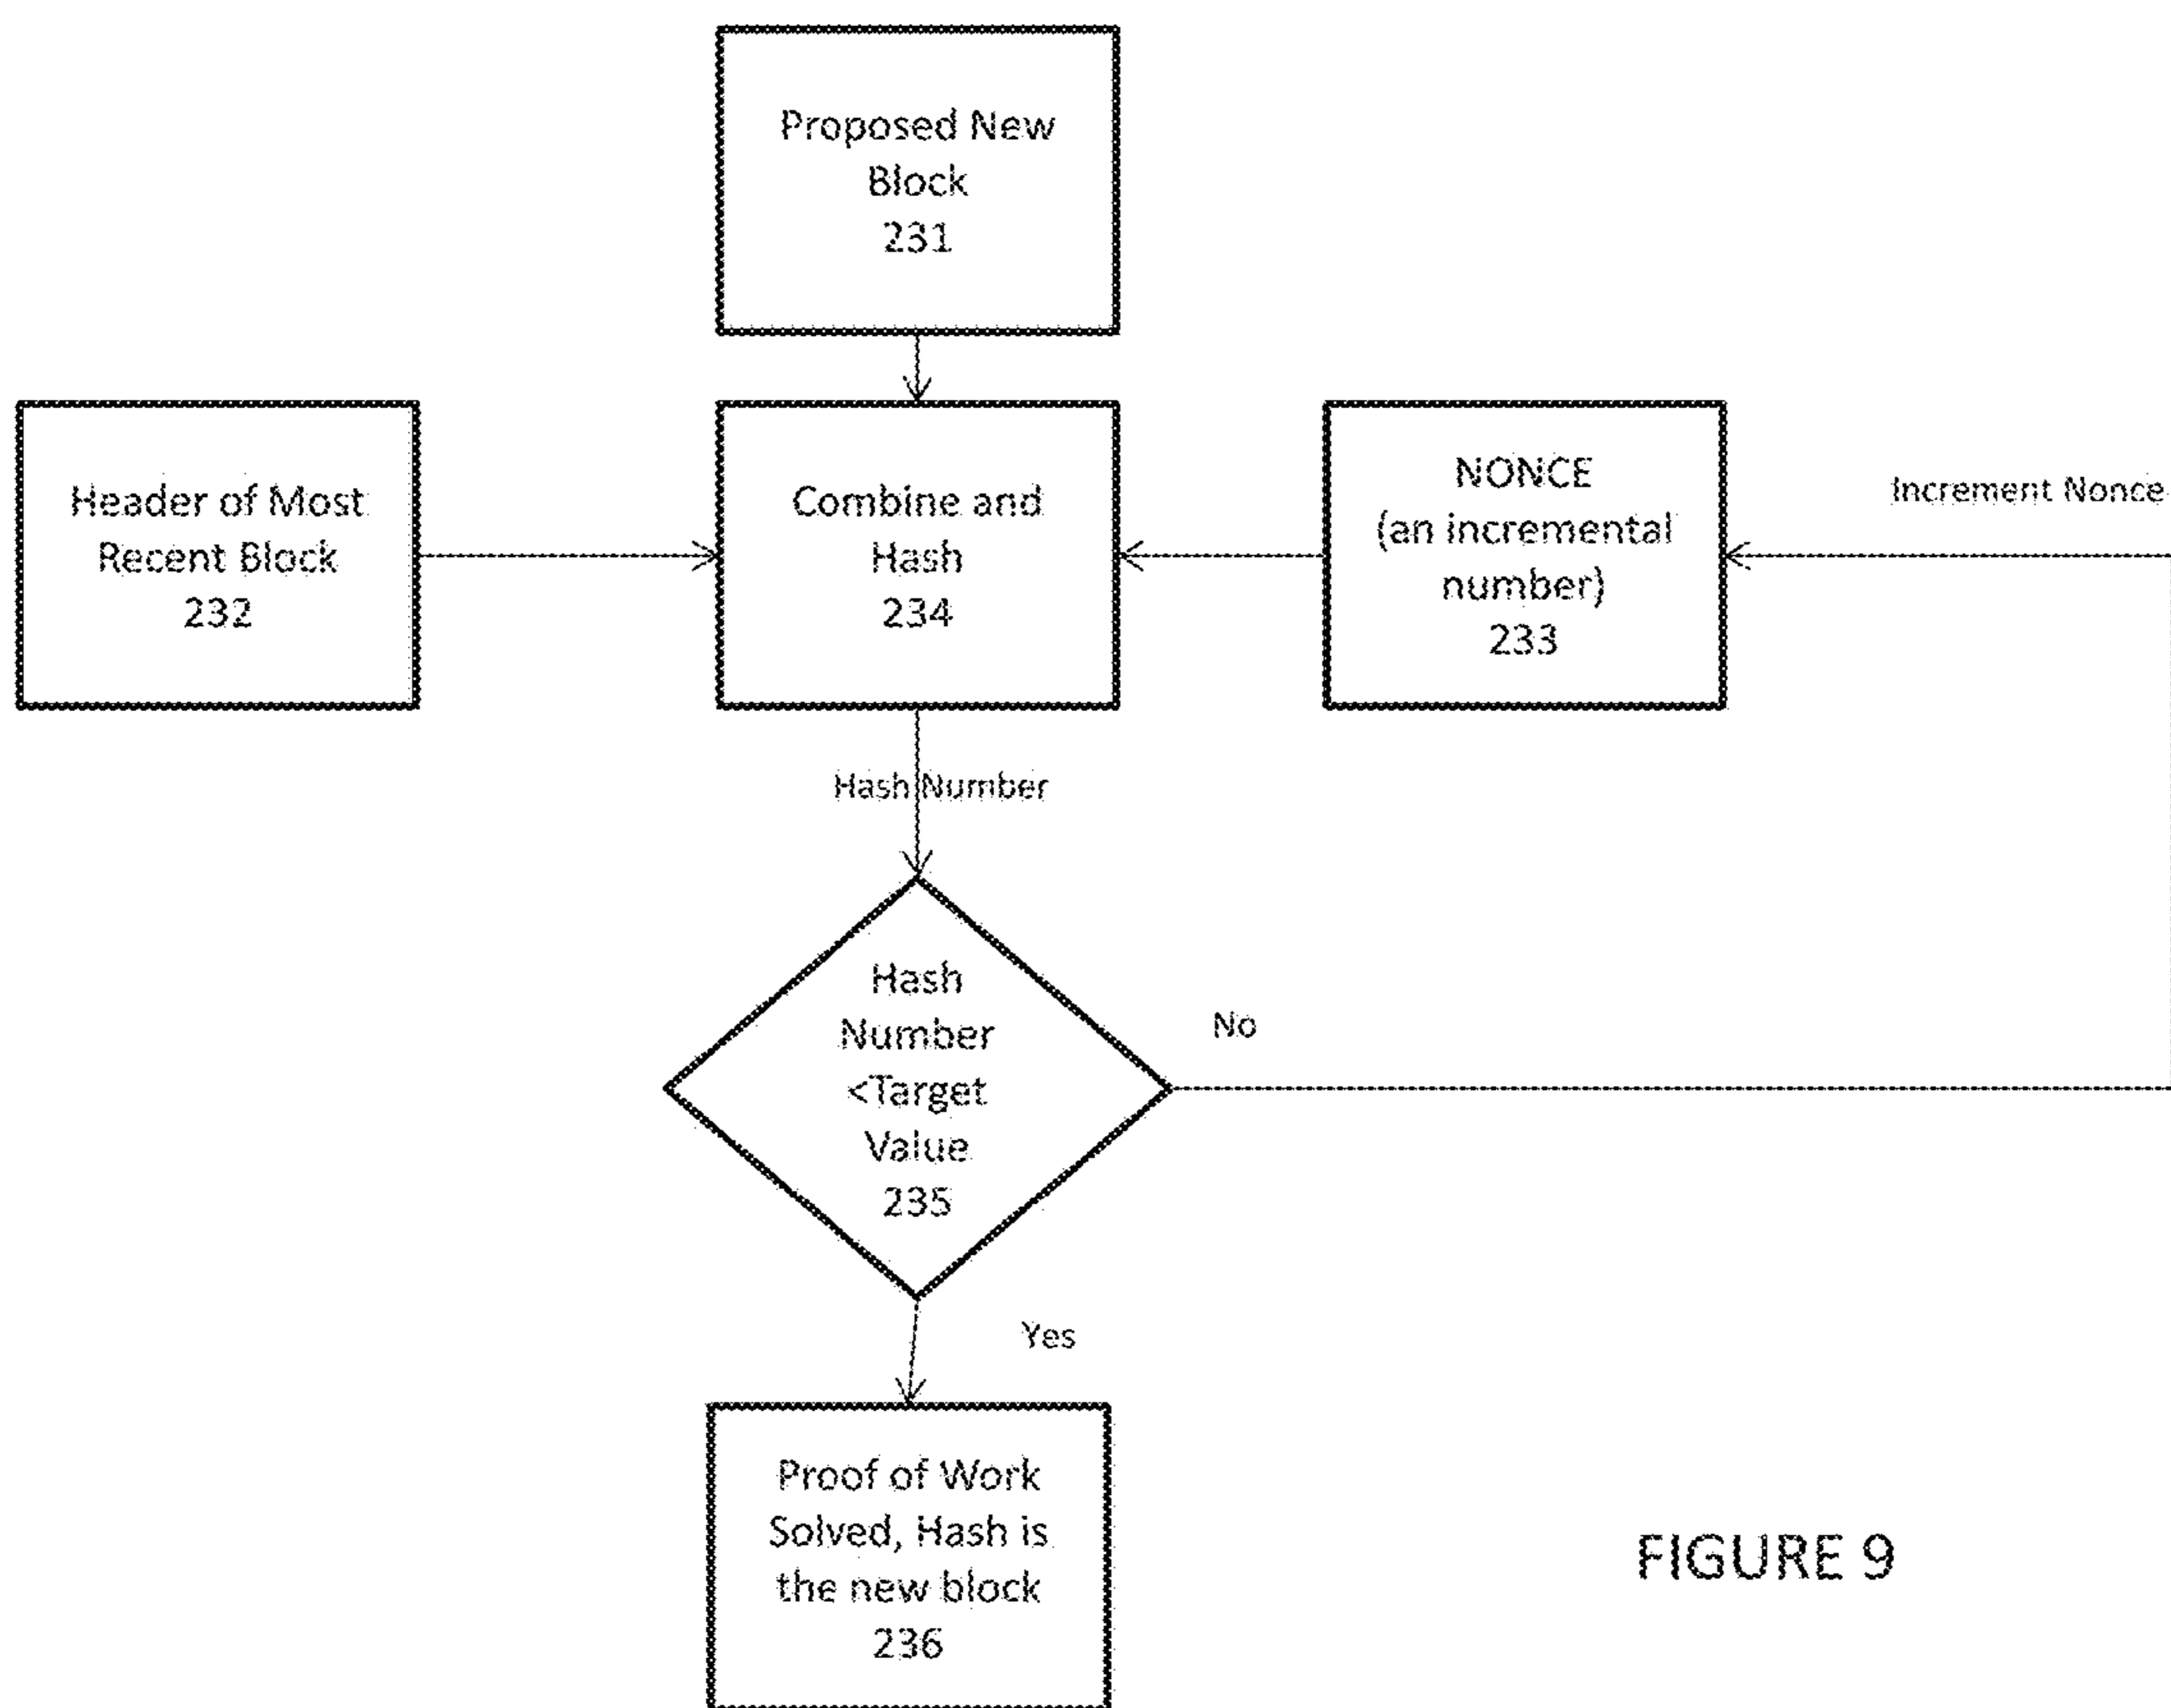 Proposed New
Block
231
Header of Most
Recent Block
232
Combine and
Hash
234
NONCE
(an incremental
number)
233
Increment Nonce
Hash Number
Hash
Number
<Target
Value
235
No
Yes
Proof of Work
Solved, Hash is
the new block
236
FIGURE 9